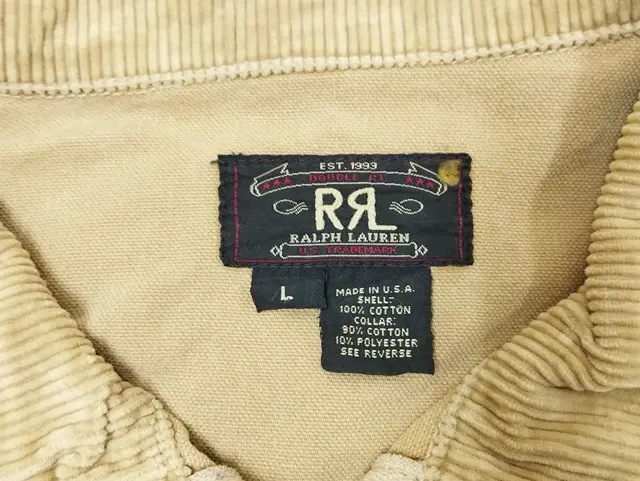 EST. 1993
DOUBLE RL
RRL
RALPH LAUREN
U.S. TRADEMARK
L
MADE IN U.S.A.
SHELL:
100% COTTON
COLLAR:
90% COTTON
10% POLYESTER
SEE REVERSE